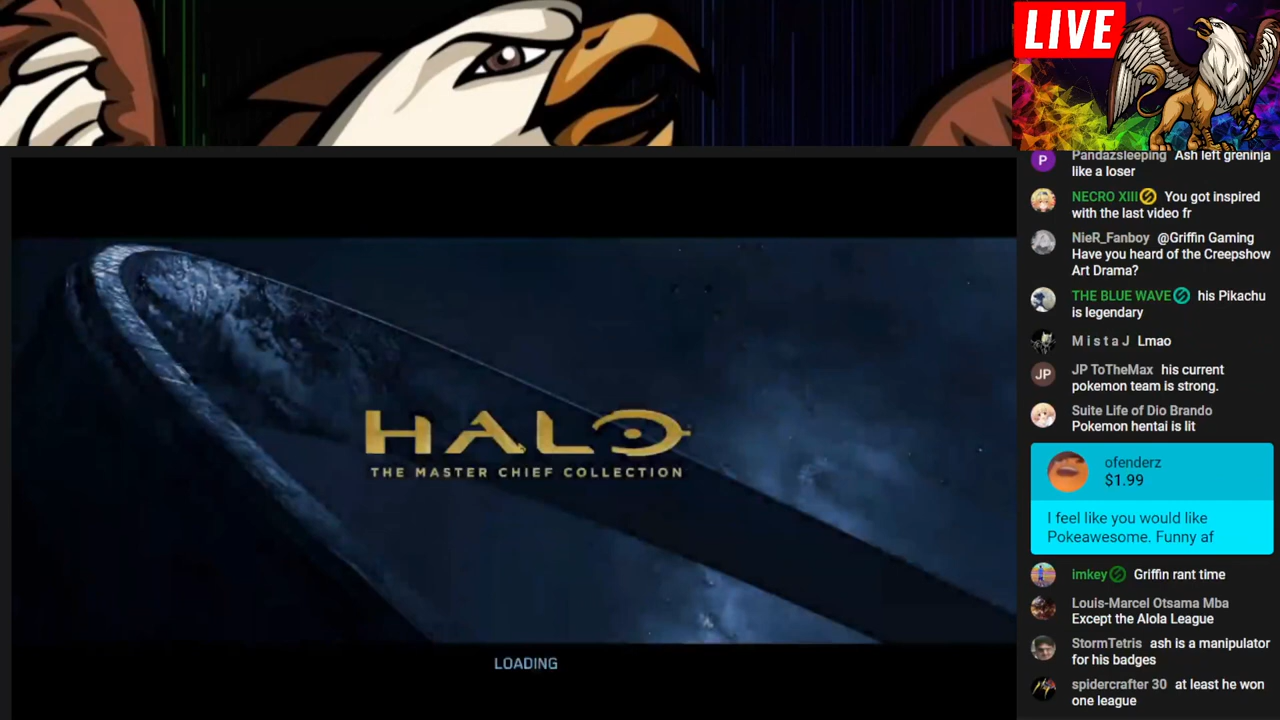 LIVE
Pandazsleeping Ash left greninja
like a loser
P
NECRO XIII You got inspired
with the last video fr
NieR_Fanboy @Griffin Gaming
Have you heard of the Creepshow
Art Drama?
THE BLUE WAVE his Pikachu
is legendary
M i s t a J Lmao
JP
JP ToTheMax his current
pokemon team is strong.
Suite Life of Dio Brando
Pokemon hentai is lit
ofenderz
$1.99
I feel like you would like
Pokeawesome. Funny af
imkey Griffin rant time
Louis-Marcel Otsama Mba
Except the Alola League
StormTetris ash is a manipulator
for his badges
spidercrafter 30 at least he won
one league
HALO
THE MASTER CHIEF COLLECTION
LOADING